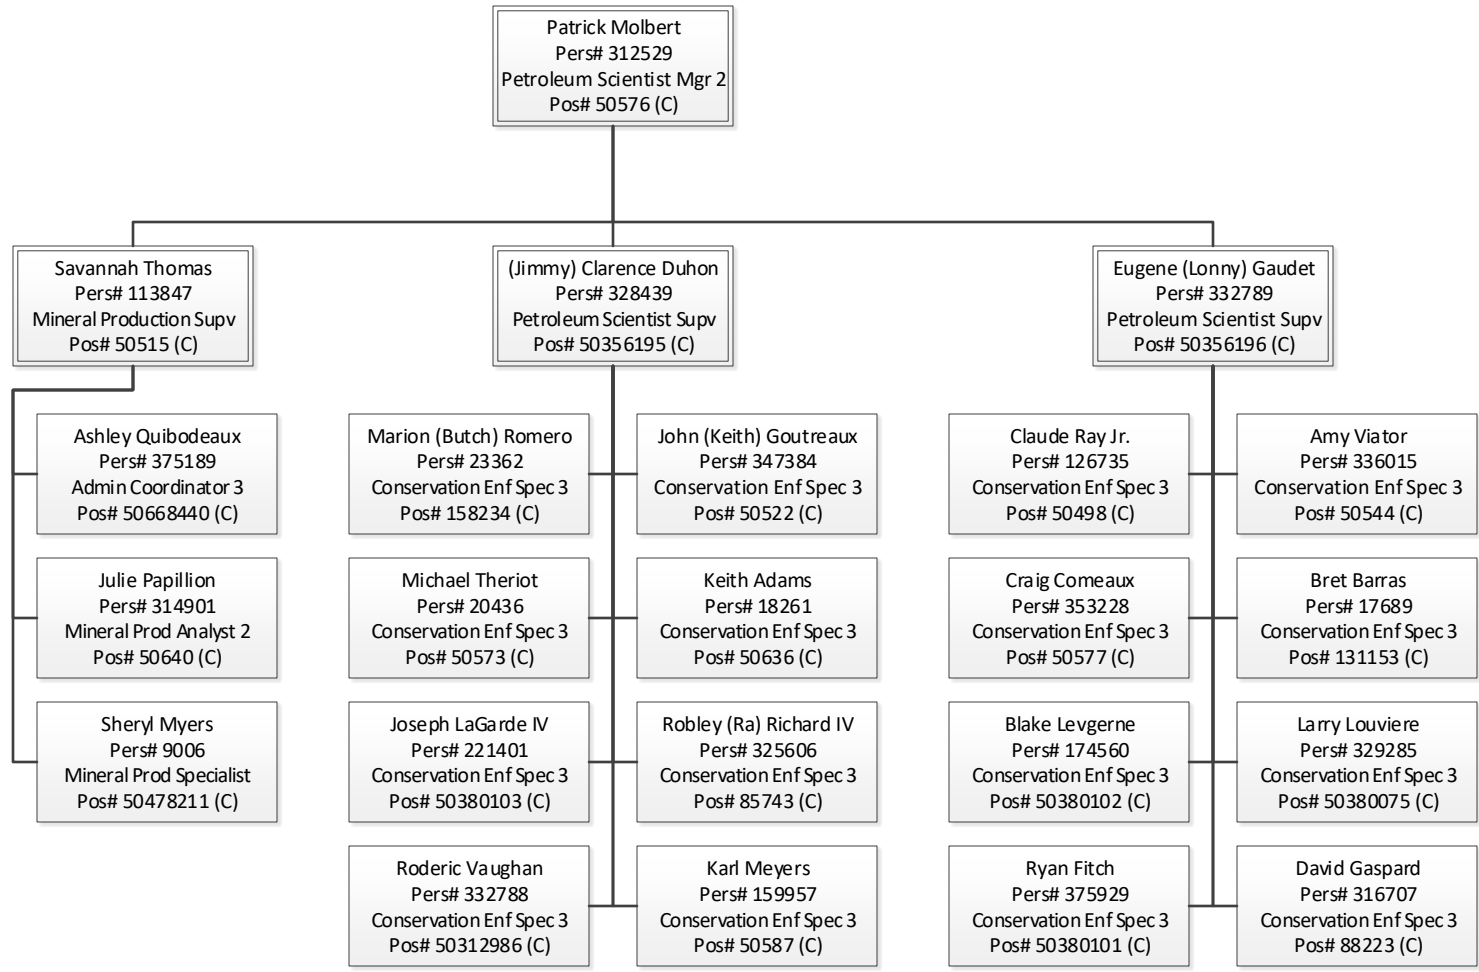 Patrick Molbert
Pers# 312529
Petroleum Scientist Mgr 2
Pos# 50576 (C)
Savannah Thomas
Pers# 113847
Mineral Production Supv
Pos# 50515 (C)
(Jimmy) Clarence Duhon
Pers# 328439
Petroleum Scientist Supv
Pos# 50356195 (C)
Eugene (Lonny) Gaudet
Pers# 332789
Petroleum Scientist Supv
Pos# 50356196 (C)
Ashley Quibodeaux
Pers# 375189
Admin Coordinator 3
Pos# 50668440 (C)
Marion (Butch) Romero
Pers# 23362
Conservation Enf Spec 3
Pos# 158234 (C)
John (Keith) Goutreaux
Pers# 347384
Conservation Enf Spec 3
Pos# 50522 (C)
Claude Ray Jr.
Pers# 126735
Conservation Enf Spec 3
Pos# 50498 (C)
Amy Viator
Pers# 336015
Conservation Enf Spec 3
Pos# 50544 (C)
Julie Papillion
Pers# 314901
Mineral Prod Analyst 2
Pos# 50640 (C)
Michael Theriot
Pers# 20436
Conservation Enf Spec 3
Pos# 50573 (C)
Keith Adams
Pers# 18261
Conservation Enf Spec 3
Pos# 50636 (C)
Craig Comeaux
Pers# 353228
Conservation Enf Spec 3
Pos# 50577 (C)
Bret Barras
Pers# 17689
Conservation Enf Spec 3
Pos# 131153 (C)
Sheryl Myers
Pers# 9006
Mineral Prod Specialist
Pos# 50478211 (C)
Joseph LaGarde IV
Pers# 221401
Conservation Enf Spec 3
Pos# 50380103 (C)
Robley (Ra) Richard IV
Pers# 325606
Conservation Enf Spec 3
Pos# 85743 (C)
Blake Levgerne
Pers# 174560
Conservation Enf Spec 3
Pos# 50380102 (C)
Larry Louviere
Pers# 329285
Conservation Enf Spec 3
Pos# 50380075 (C)
Roderic Vaughan
Pers# 332788
Conservation Enf Spec 3
Pos# 50312986 (C)
Karl Meyers
Pers# 159957
Conservation Enf Spec 3
Pos# 50587 (C)
Ryan Fitch
Pers# 375929
Conservation Enf Spec 3
Pos# 50380101 (C)
David Gaspard
Pers# 316707
Conservation Enf Spec 3
Pos# 88223 (C)